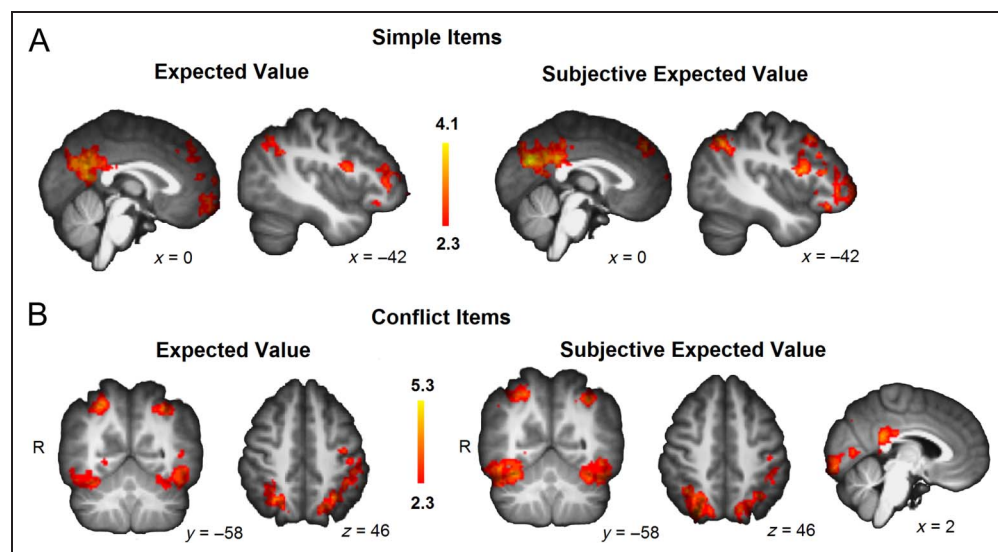 A
Simple Items
Expected Value
Subjective Expected Value
4.1
2.3
x = 0
x = –42
x = 0
x = –42
B
Conflict Items
Expected Value
Subjective Expected Value
5.3
R
R
2.3
y = –58
z = 46
y = –58
z = 46
x = 2